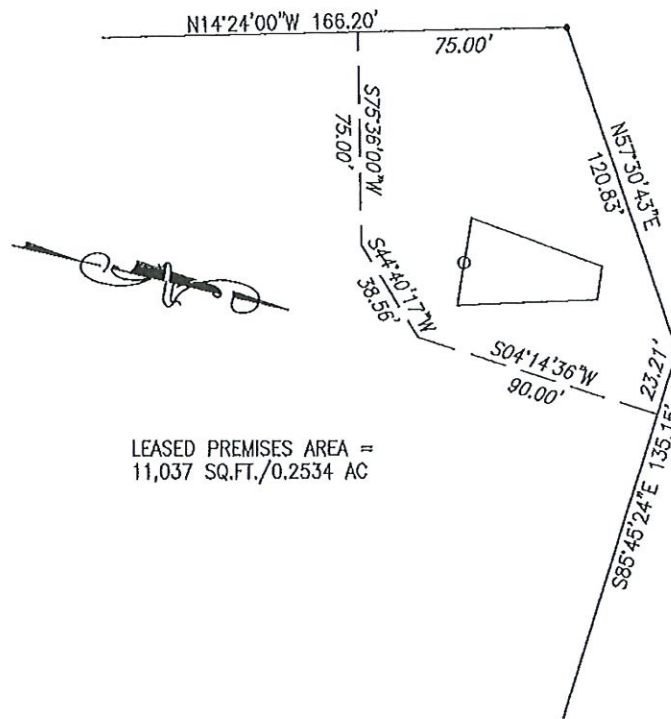 N14°24'00"W 166.20'
75.00'
S75°36'00"W
75.00'
N57°30'43"E
120.83'
S44°40'17"W
38.56'
S04°14'36"W
90.00'
23.21'
S85°45'24"E 135.15'
LEASED PREMISES AREA =
11,037 SQ.FT./0.2534 AC